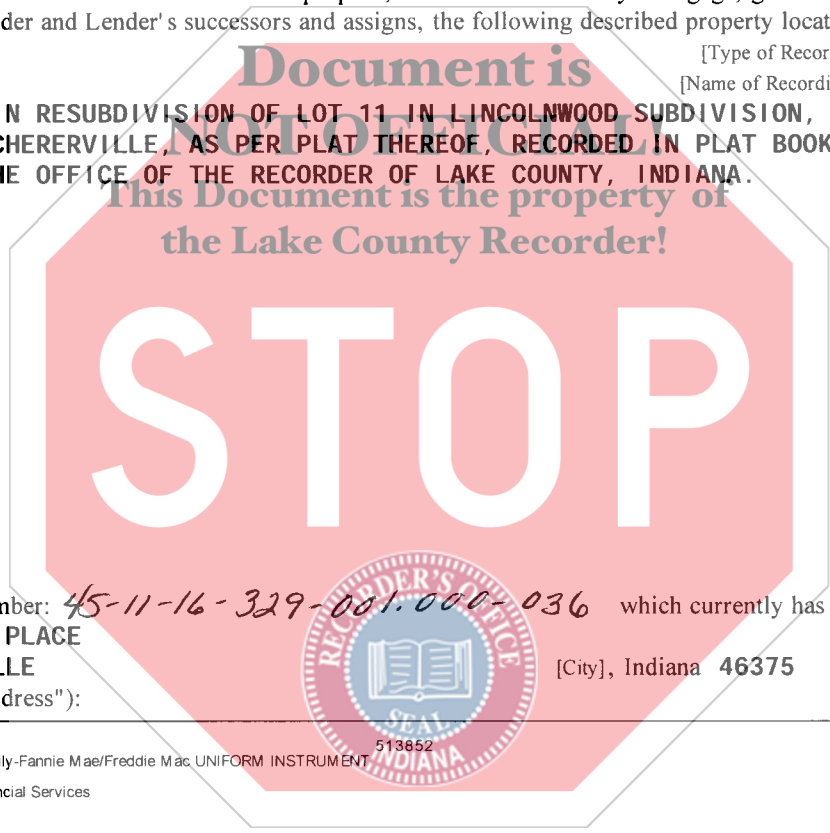 der and Lender's successors and assigns, the following described property locat
[Type of Recor
Document is
[Name of Recordi
N RESUBDIVISION OF LOT 11 IN LINCOLNWOOD SUBDIVISION,
NOT OFFICIAL!
CHERERVILLE, AS PER PLAT THEREOF, RECORDED IN PLAT BOOK
HE OFFICE OF THE RECORDER OF LAKE COUNTY, INDIANA.
This Document is the property of
the Lake County Recorder!
STOP
mber: 45-11-16-329-001.000-036 which currently has
PLACE
LLE [City], Indiana 46375
dress"):
RECORDER'S OFFICE
SEAL
INDIANA
513852
ily-Fannie Mae/Freddie Mac UNIFORM INSTRUMENT
ncial Services